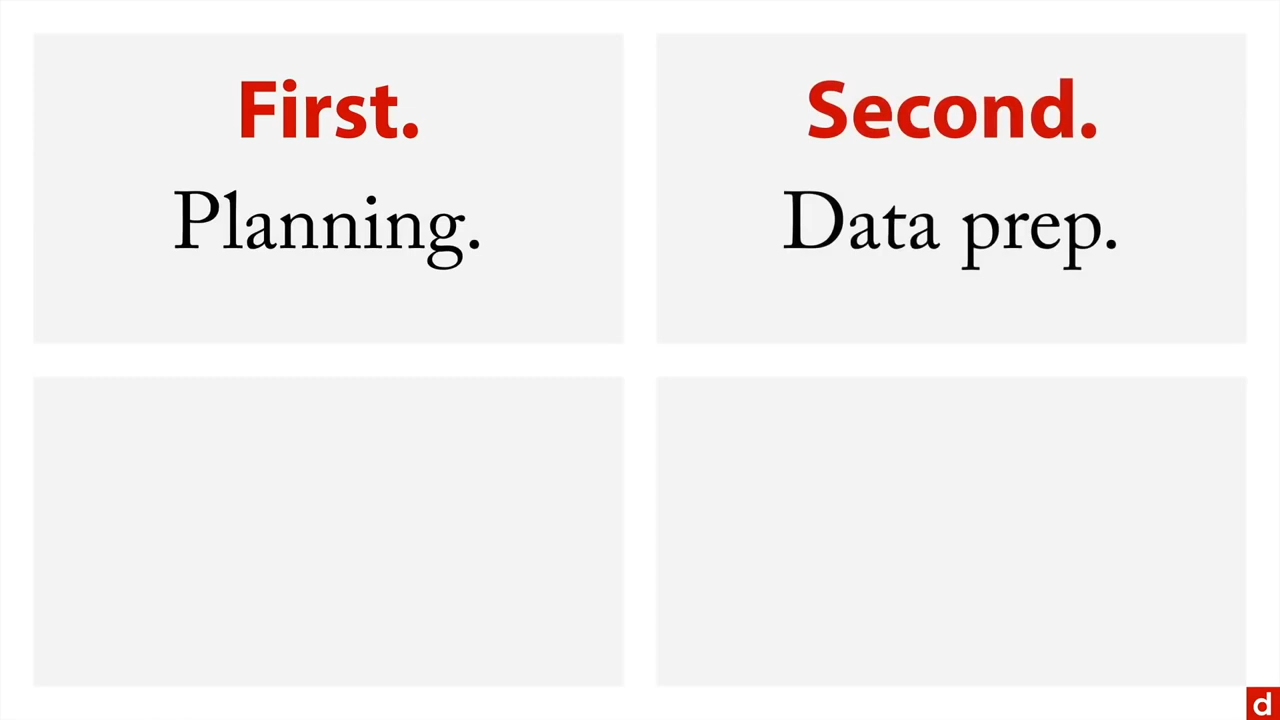 First.
Planning.
Second.
Data prep.
d